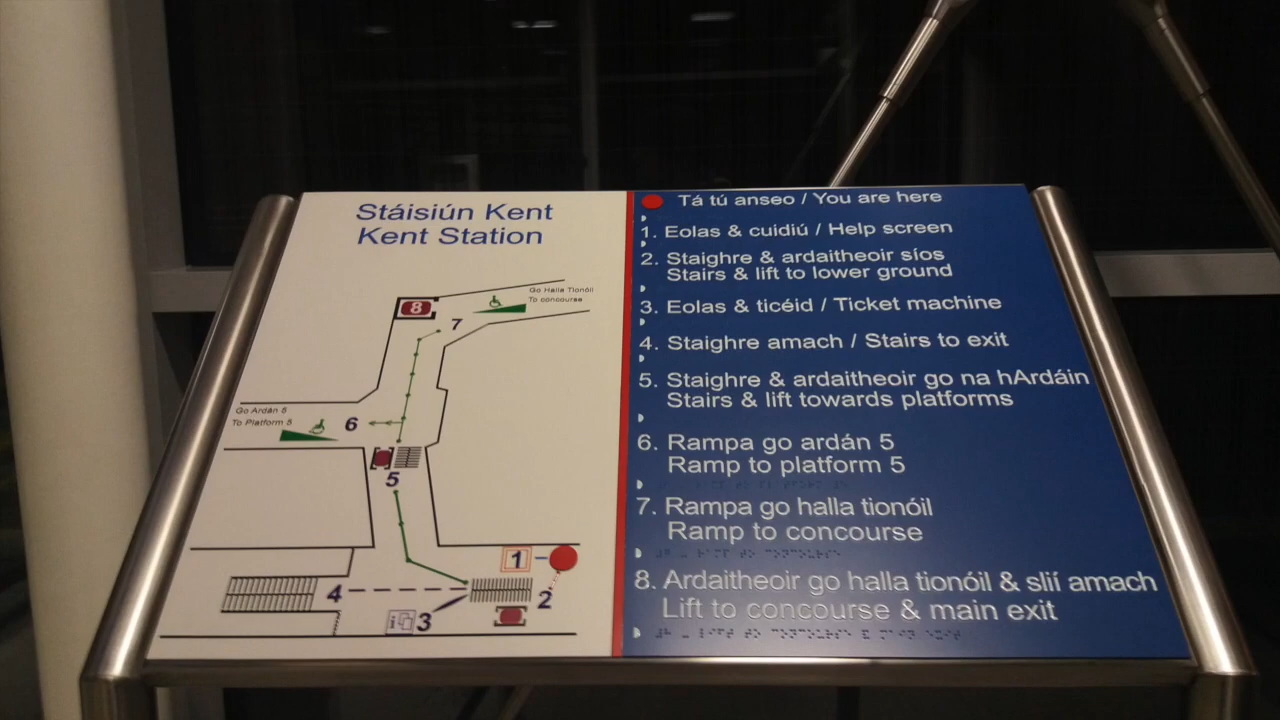 Stáisiún Kent
Kent Station
8
Go Halla Tionóil
To concourse
7
Go Ardán 5
To Platform 5
6
5
1
4
2
i
3
Tá tú anseo / You are here
1. Eolas & cuidiú / Help screen
2. Staighre & ardaitheoir síos
Stairs & lift to lower ground
3. Eolas & ticéid / Ticket machine
4. Staighre amach / Stairs to exit
5. Staighre & ardaitheoir go na hArdáin
Stairs & lift towards platforms
6. Rampa go ardán 5
Ramp to platform 5
7. Rampa go halla tionóil
Ramp to concourse
8. Ardaitheoir go halla tionóil & slií amach
Lift to concourse & main exit